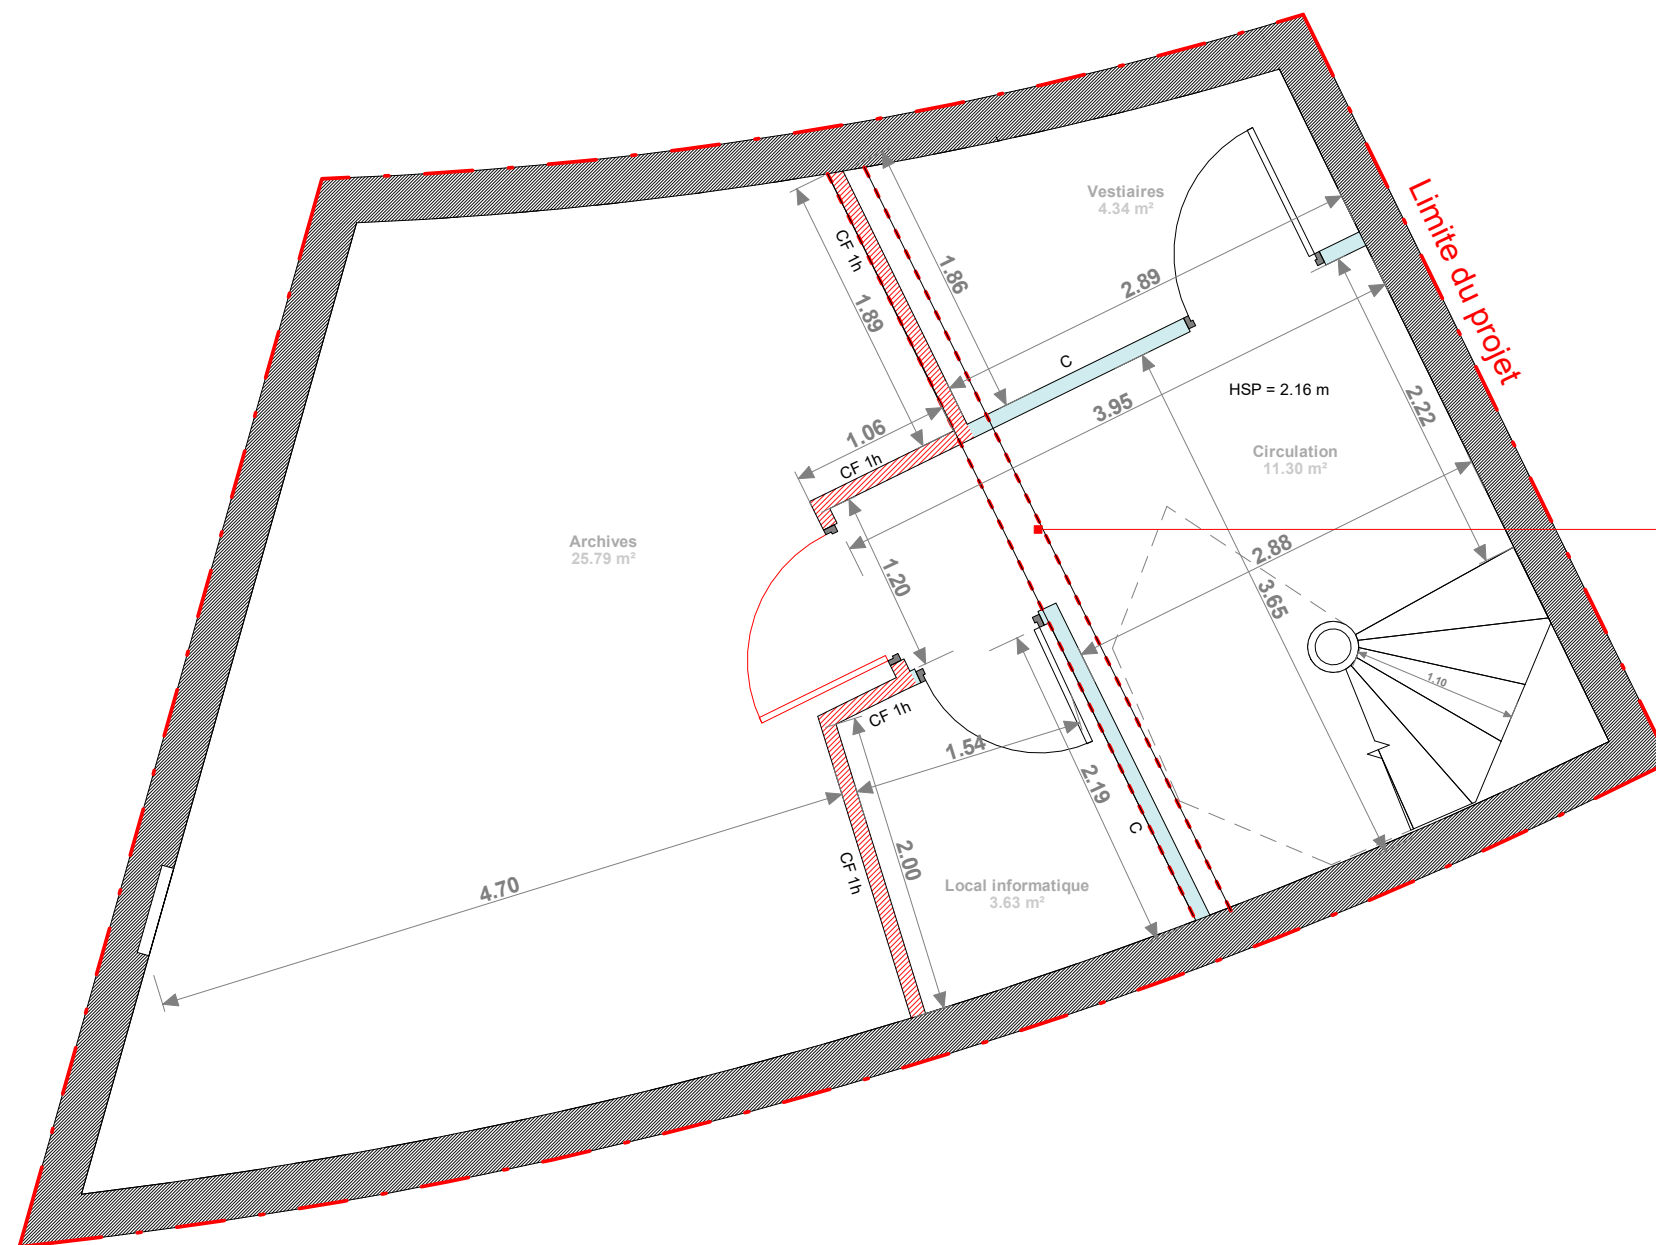 Limite du projet
Vestiaires
4.34 m²
CF 1h
1.86
2.89
1.89
C
HSP = 2.16 m
3.95
2.22
1.06
CF 1h
Circulation
11.30 m²
Archives
25.79 m²
1.20
2.88
3.65
1.10
CF 1h
1.54
2.19
C
CF 1h
2.00
4.70
Local informatique
3.63 m²